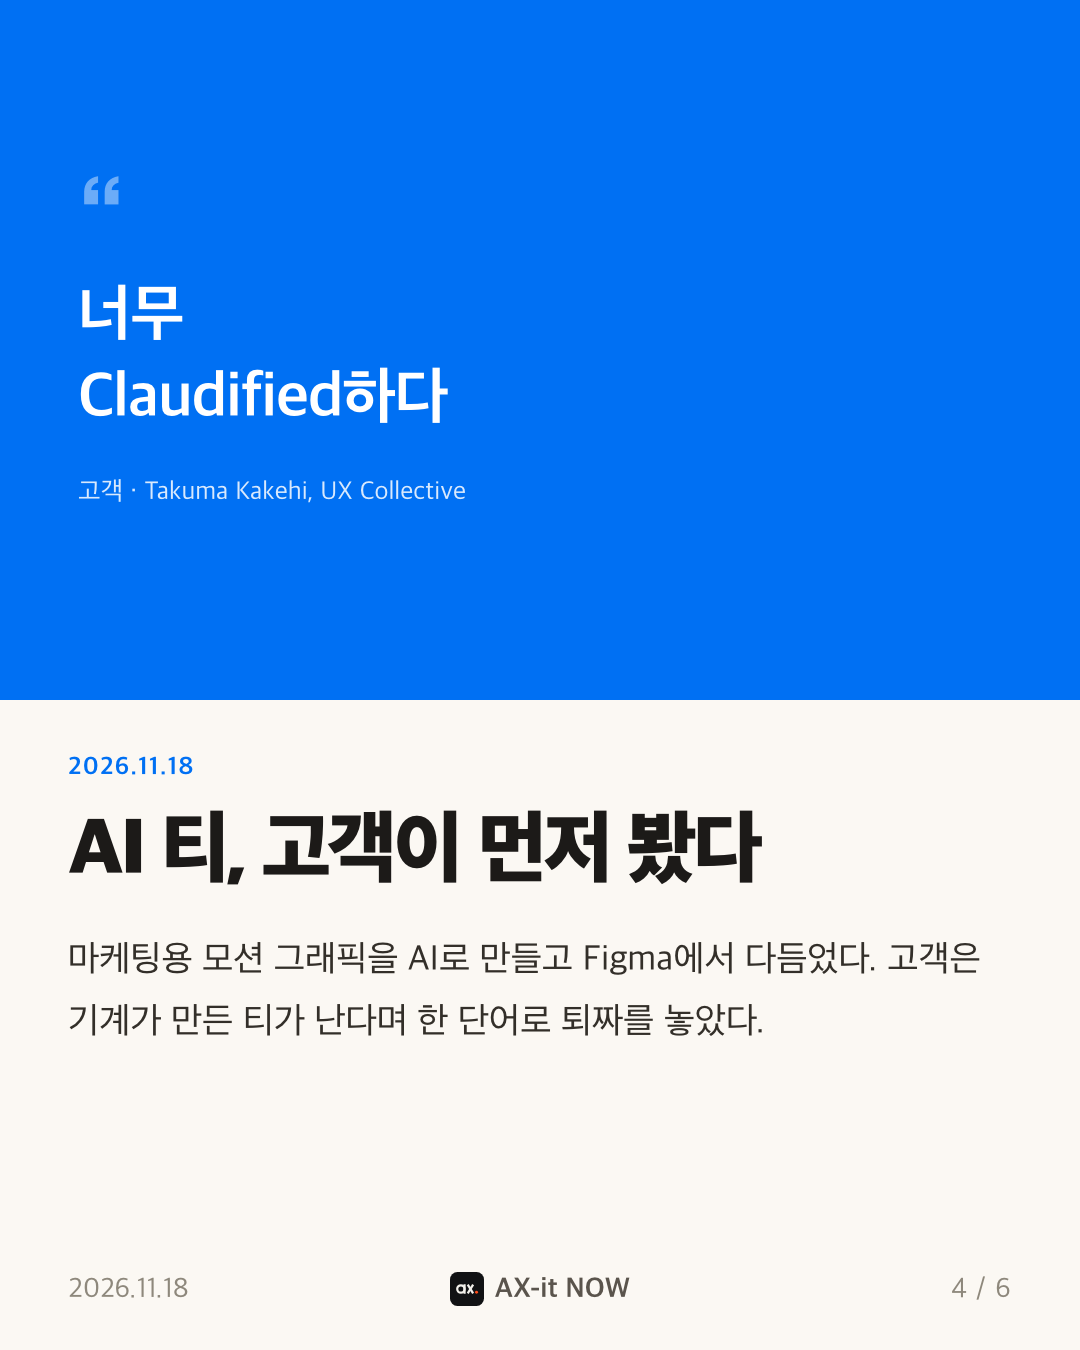 “
너무
Claudified하다
고객 · Takuma Kakehi, UX Collective
2026.11.18
AI 티, 고객이 먼저 봤다
마케팅용 모션 그래픽을 AI로 만들고 Figma에서 다듬었다. 고객은
기계가 만든 티가 난다며 한 단어로 퇴짜를 놓았다.
2026.11.18
ax. AX-it NOW
4 / 6